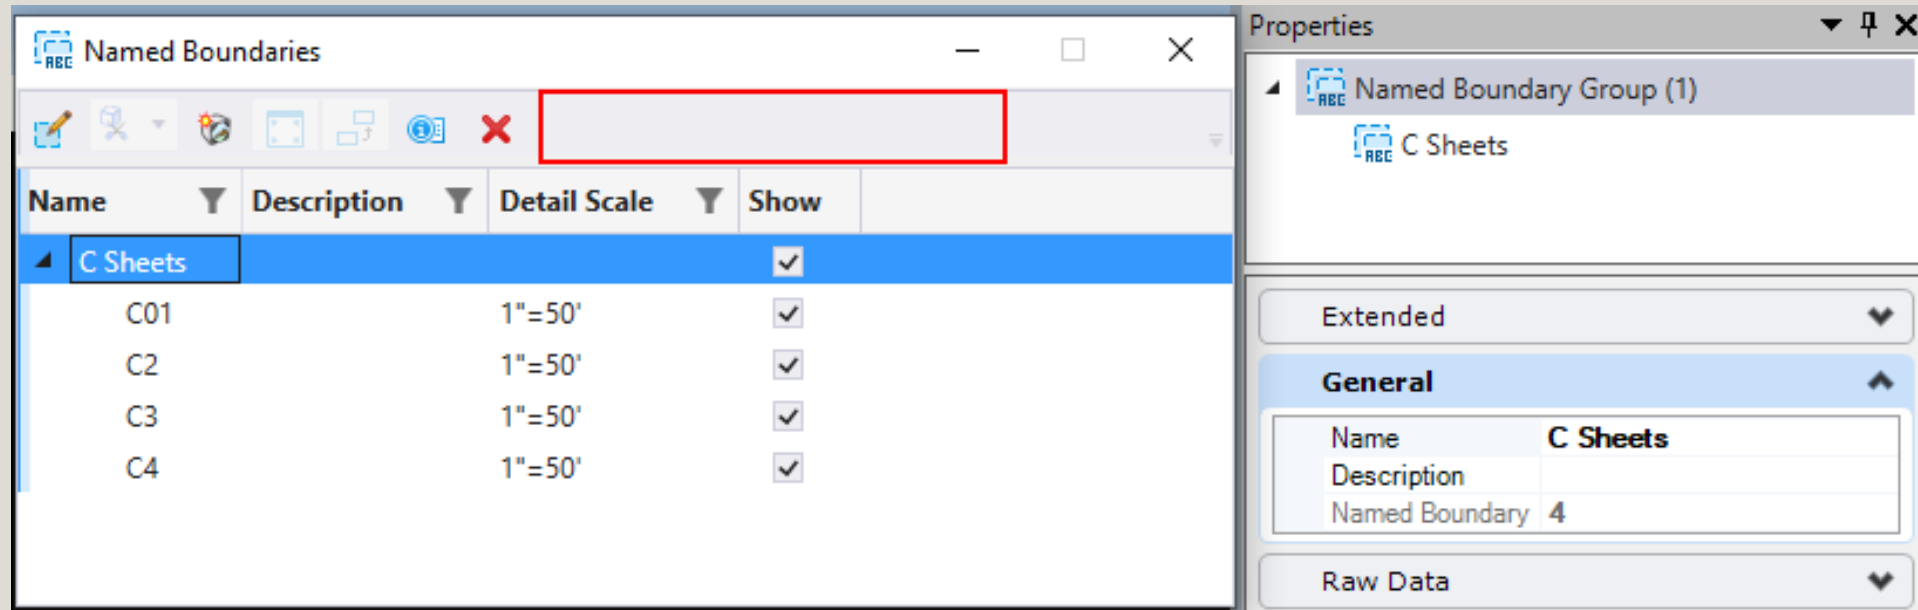 Named Boundaries
Name Description Detail Scale Show
C Sheets
C01 1"=50'
C2 1"=50'
C3 1"=50'
C4 1"=50'
Properties
Named Boundary Group (1)
C Sheets
Extended
General
Name C Sheets
Description
Named Boundary 4
Raw Data